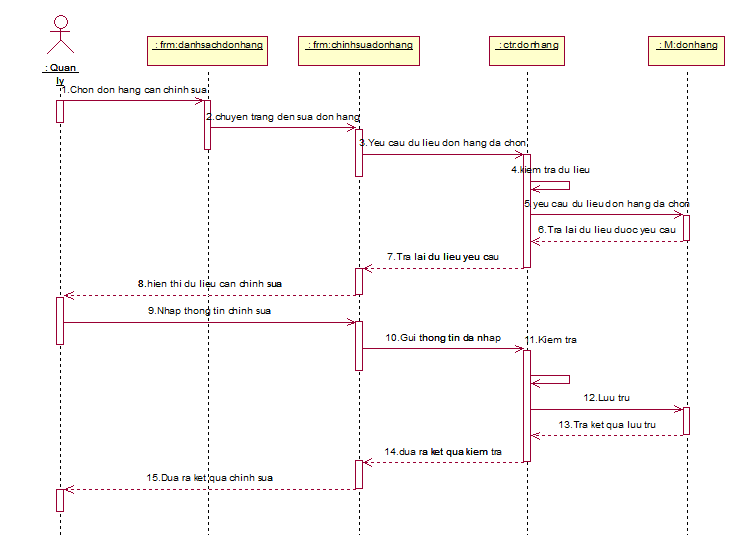 : frm:danhsachdonhang
: frm:chinhsuadonhang
: ctr:donhang
: M:donhang
: Quan
ly
1.Chon don hang can chinh sua
2.chuyen trang den sua don hang
3.Yeu cau du lieu don hang da chon
4.kiem tra du lieu
5.yeu cau du lieu don hang da chon
6.Tra lai du lieu duoc yeu cau
7.Tra lai du lieu yeu cau
8.hien thi du lieu can chinh sua
9.Nhap thong tin chinh sua
10.Gui thong tin da nhap
11.Kiem tra
12.Luu tru
13.Tra ket qua luu tru
14.dua ra ket qua kiem tra
15.Dua ra ket qua chinh sua